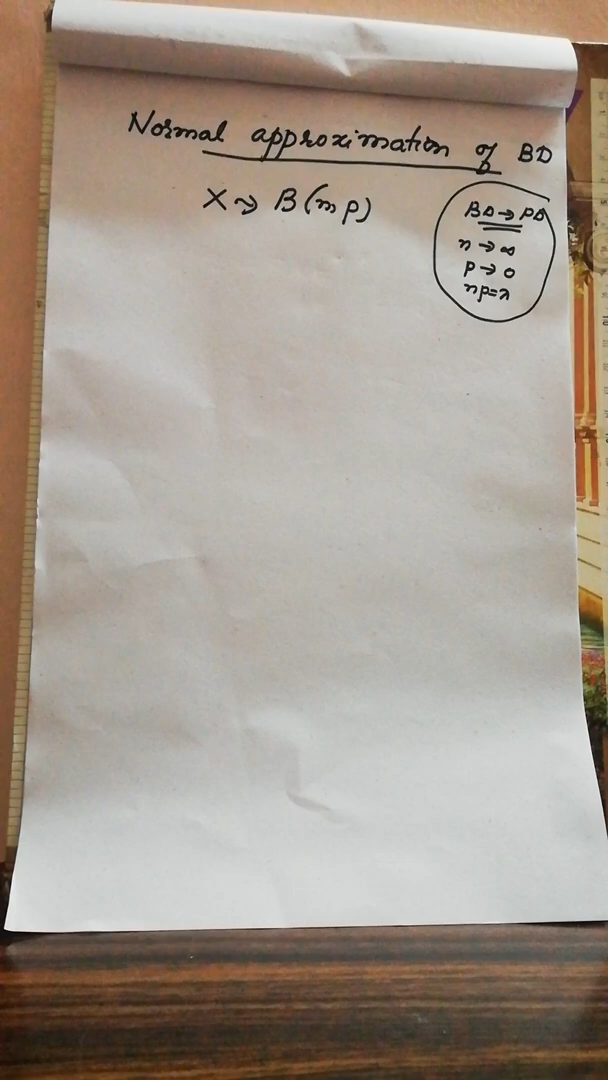 Normal approximation of BD
X → B(n p)
BD → PD
n → ∞
p → 0
np=λ